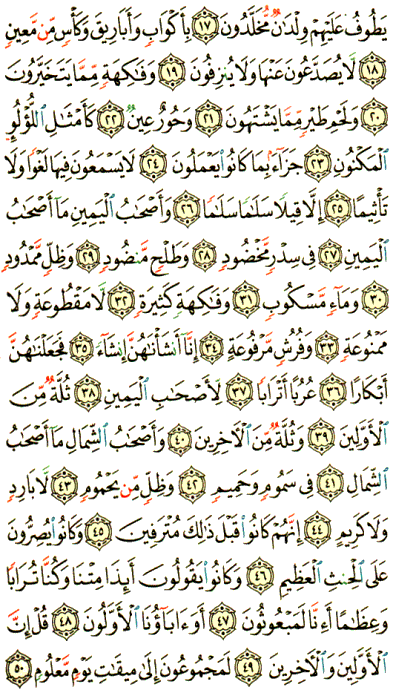 يَطُوفُ عَلَيْهِمْ وِلْدَٰنٌ مُّخَلَّدُونَ ﴿١٧﴾ بِأَكْوَابٍ وَأَبَارِيقَ وَكَأْسٍ مِّن مَّعِينٍ
﴿١٨﴾ لَّا يُصَدَّعُونَ عَنْهَا وَلَا يُنزِفُونَ ﴿١٩﴾ وَفَٰكِهَةٍ مِّمَّا يَتَخَيَّرُونَ
﴿٢٠﴾ وَلَحْمِ طَيْرٍ مِّمَّا يَشْتَهُونَ ﴿٢١﴾ وَحُورٌ عِينٌ ﴿٢٢﴾ كَأَمْثَٰلِ ٱللُّؤْلُؤِ
ٱلْمَكْنُونِ ﴿٢٣﴾ جَزَآءًۢ بِمَا كَانُوا۟ يَعْمَلُونَ ﴿٢٤﴾ لَا يَسْمَعُونَ فِيهَا لَغْوًا وَلَا
تَأْثِيمًا ﴿٢٥﴾ إِلَّا قِيلًا سَلَٰمًا سَلَٰمًا ﴿٢٦﴾ وَأَصْحَٰبُ ٱلْيَمِينِ مَآ أَصْحَٰبُ
ٱلْيَمِينِ ﴿٢٧﴾ فِى سِدْرٍ مَّخْضُودٍ ﴿٢٨﴾ وَطَلْحٍ مَّنضُودٍ ﴿٢٩﴾ وَظِلٍّ مَّمْدُودٍ
﴿٣٠﴾ وَمَآءٍ مَّسْكُوبٍ ﴿٣١﴾ وَفَٰكِهَةٍ كَثِيرَةٍ ﴿٣٢﴾ لَّا مَقْطُوعَةٍ وَلَا
مَمْنُوعَةٍ ﴿٣٣﴾ وَفُرُشٍ مَّرْفُوعَةٍ ﴿٣٤﴾ إِنَّآ أَنشَأْنَٰهُنَّ إِنشَآءً ﴿٣٥﴾ فَجَعَلْنَٰهُنَّ
أَبْكَارًا ﴿٣٦﴾ عُرُبًا أَتْرَابًا ﴿٣٧﴾ لِّأَصْحَٰبِ ٱلْيَمِينِ ﴿٣٨﴾ ثُلَّةٌ مِّنَ
ٱلْأَوَّلِينَ ﴿٣٩﴾ وَثُلَّةٌ مِّنَ ٱلْءَاخِرِينَ ﴿٤٠﴾ وَأَصْحَٰبُ ٱلشِّمَالِ مَآ أَصْحَٰبُ
ٱلشِّمَالِ ﴿٤١﴾ فِى سَمُومٍ وَحَمِيمٍ ﴿٤٢﴾ وَظِلٍّ مِّن يَحْمُومٍ ﴿٤٣﴾ لَّا بَارِدٍ
وَلَا كَرِيمٍ ﴿٤٤﴾ إِنَّهُمْ كَانُوا۟ قَبْلَ ذَٰلِكَ مُتْرَفِينَ ﴿٤٥﴾ وَكَانُوا۟ يُصِرُّونَ
عَلَى ٱلْحِنثِ ٱلْعَظِيمِ ﴿٤٦﴾ وَكَانُوا۟ يَقُولُونَ أَئِذَا مِتْنَا وَكُنَّا تُرَابًا
وَعِظَٰمًا أَءِنَّا لَمَبْعُوثُونَ ﴿٤٧﴾ أَوَءَابَآؤُنَا ٱلْأَوَّلُونَ ﴿٤٨﴾ قُلْ إِنَّ
ٱلْأَوَّلِينَ وَٱلْءَاخِرِينَ ﴿٤٩﴾ لَمَجْمُوعُونَ إِلَىٰ مِيقَٰتِ يَوْمٍ مَّعْلُومٍ ﴿٥٠﴾